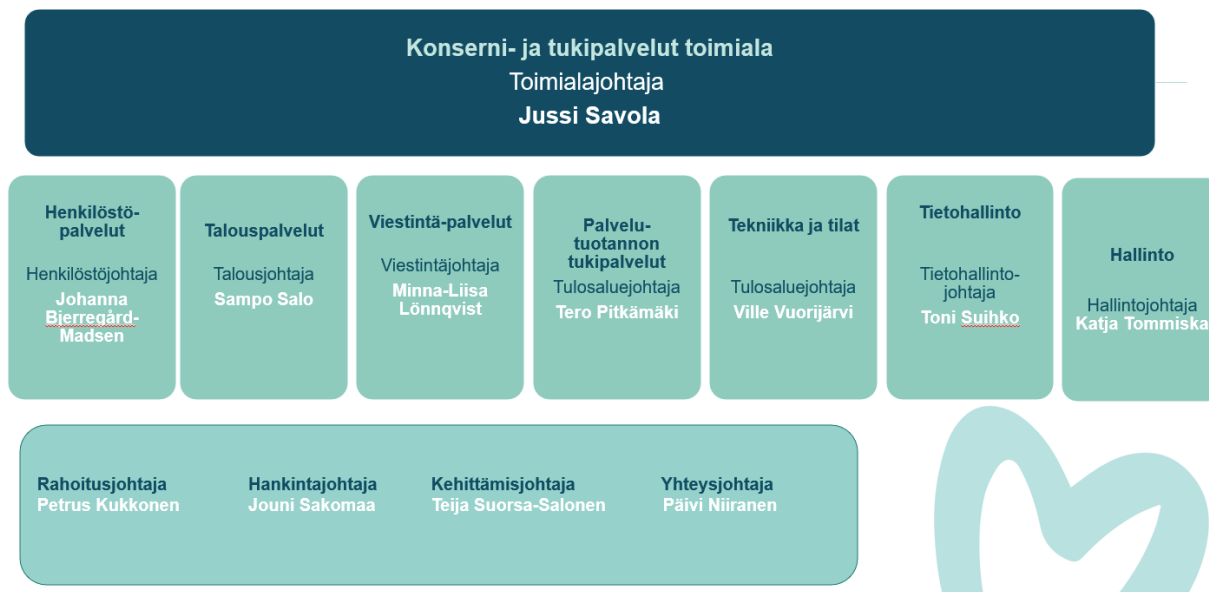 Konserni- ja tukipalvelut toimiala
Toimialajohtaja
Jussi Savola
Henkilöstö-
palvelut
Henkilöstöjohtaja
Johanna
Bjerregård-
Madsen
Talouspalvelut
Talousjohtaja
Sampo Salo
Viestintä-palvelut
Viestintäjohtaja
Minna-Liisa
Lönnqvist
Palvelu-
tuotannon
tukipalvelut
Tulosaluejohtaja
Tero Pitkämäki
Tekniikka ja tilat
Tulosaluejohtaja
Ville Vuorijärvi
Tietohallinto
Tietohallinto-
johtaja
Toni Suihko
Hallinto
Hallintojohtaja
Katja Tommiska
Rahoitusjohtaja
Petrus Kukkonen
Hankintajohtaja
Jouni Sakomaa
Kehittämisjohtaja
Teija Suorsa-Salonen
Yhteysjohtaja
Päivi Niiranen